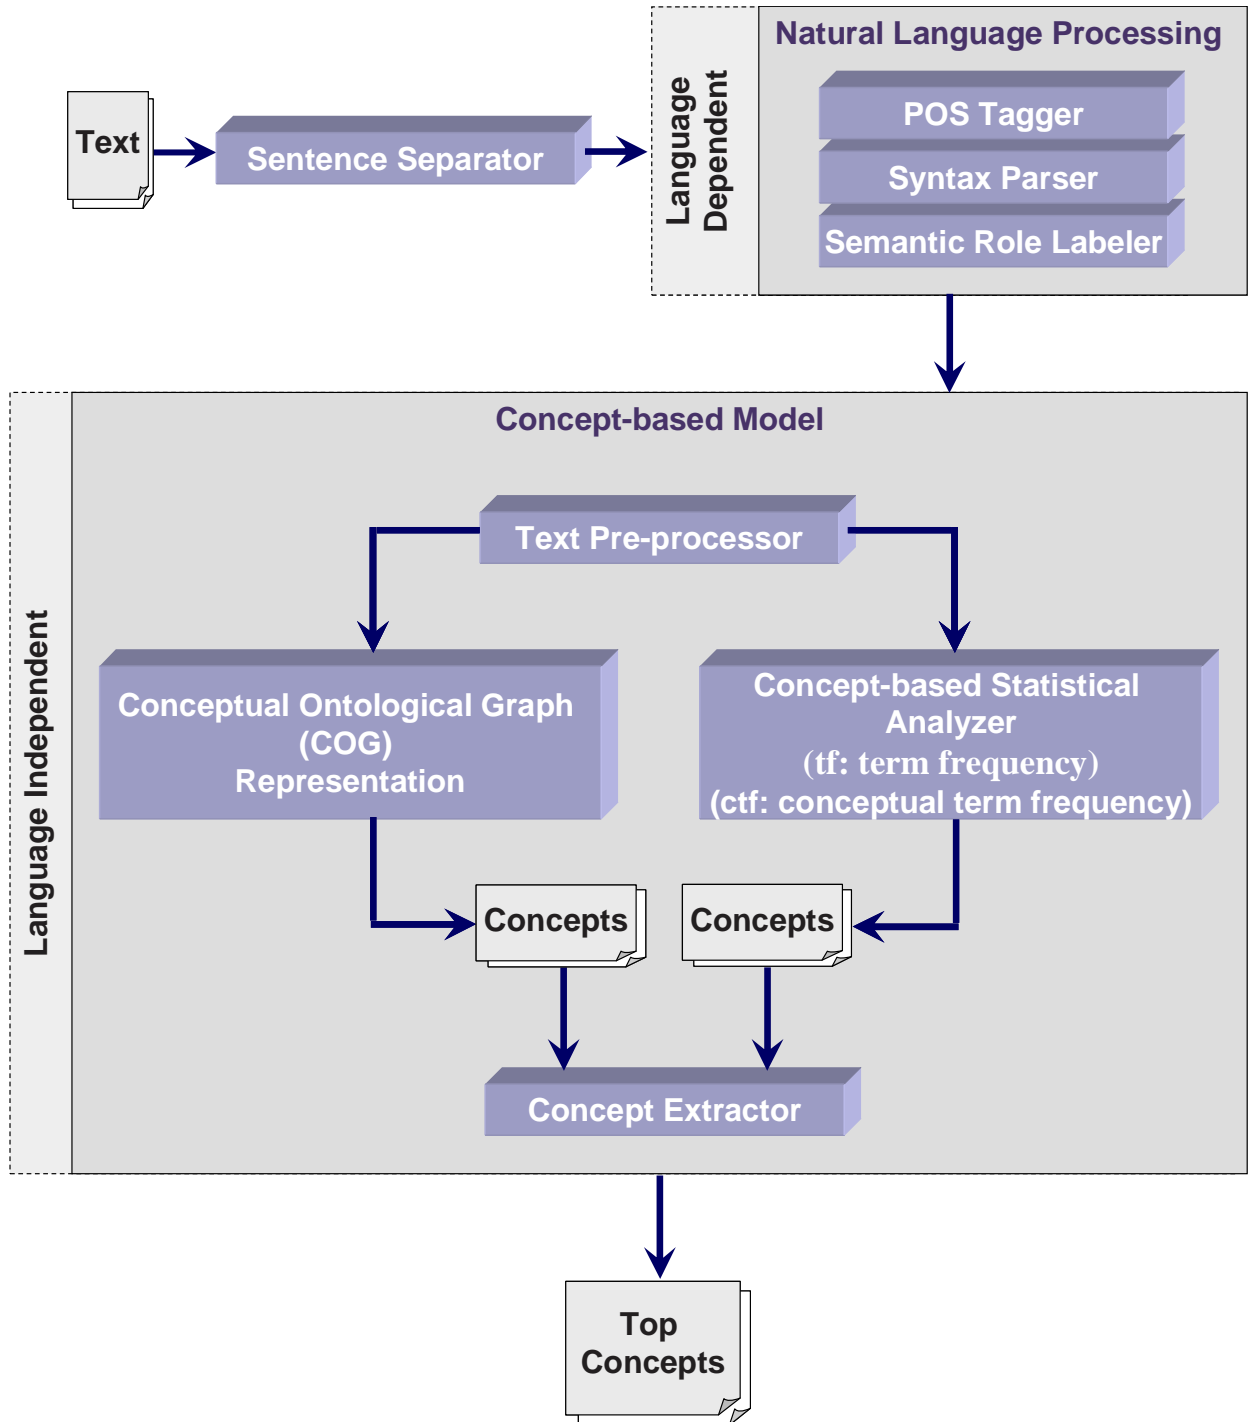 Natural Language Processing
Language
Dependent
POS Tagger
Syntax Parser
Semantic Role Labeler
Text
Sentence Separator
Language Independent
Concept-based Model
Text Pre-processor
Conceptual Ontological Graph
(COG)
Representation
Concept-based Statistical
Analyzer
(tf: term frequency)
(ctf: conceptual term frequency)
Concepts
Concepts
Concept Extractor
Top
Concepts